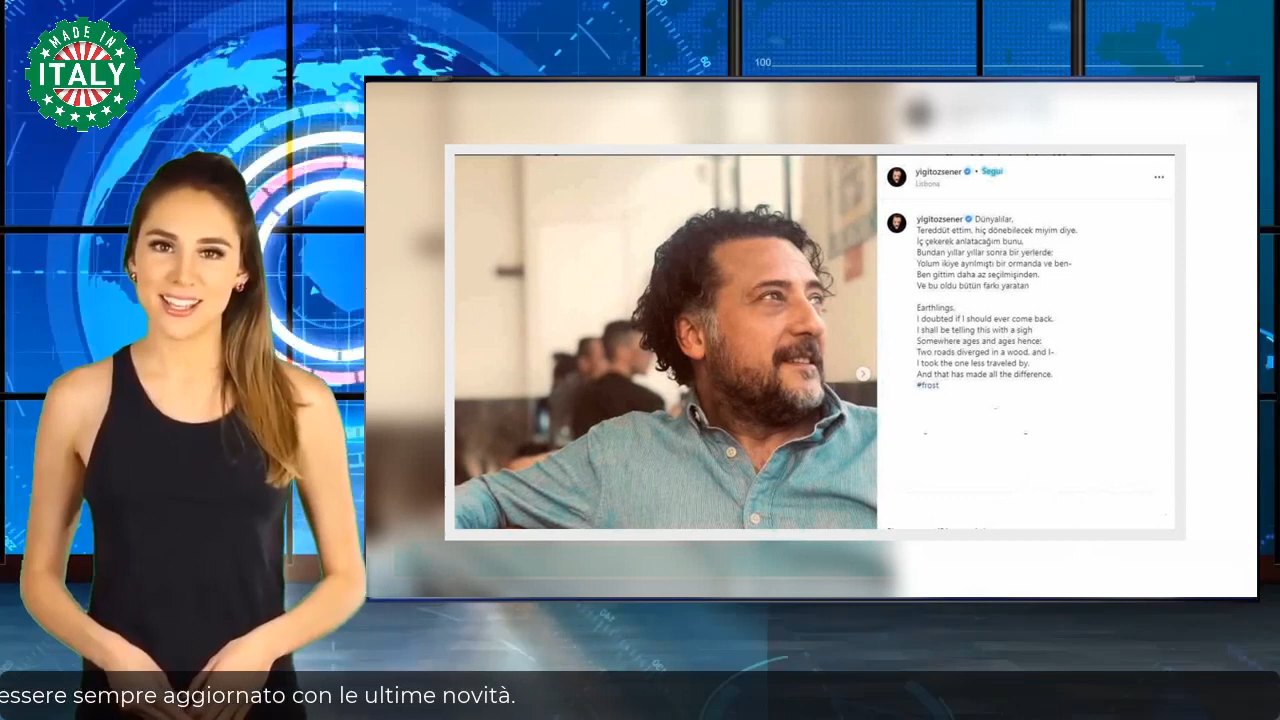 MADE IN
ITALY
100
yigitozsener • Segui
Lisbona
yigitozsener Dünyalılar,
Tereddüt ettim, hiç dönebilecek miyim diye.
İç çekerek anlatacağım bunu,
Bundan yıllar yıllar sonra bir yerlerde:
Yolum ikiye ayrılmıştı bir ormanda ve ben-
Ben gittim daha az seçilmişinden.
Ve bu oldu bütün farkı yaratan
Earthlings,
I doubted if I should ever come back.
I shall be telling this with a sigh
Somewhere ages and ages hence:
Two roads diverged in a wood, and I-
I took the one less traveled by.
And that has made all the difference.
#frost
essere sempre aggiornato con le ultime novità.